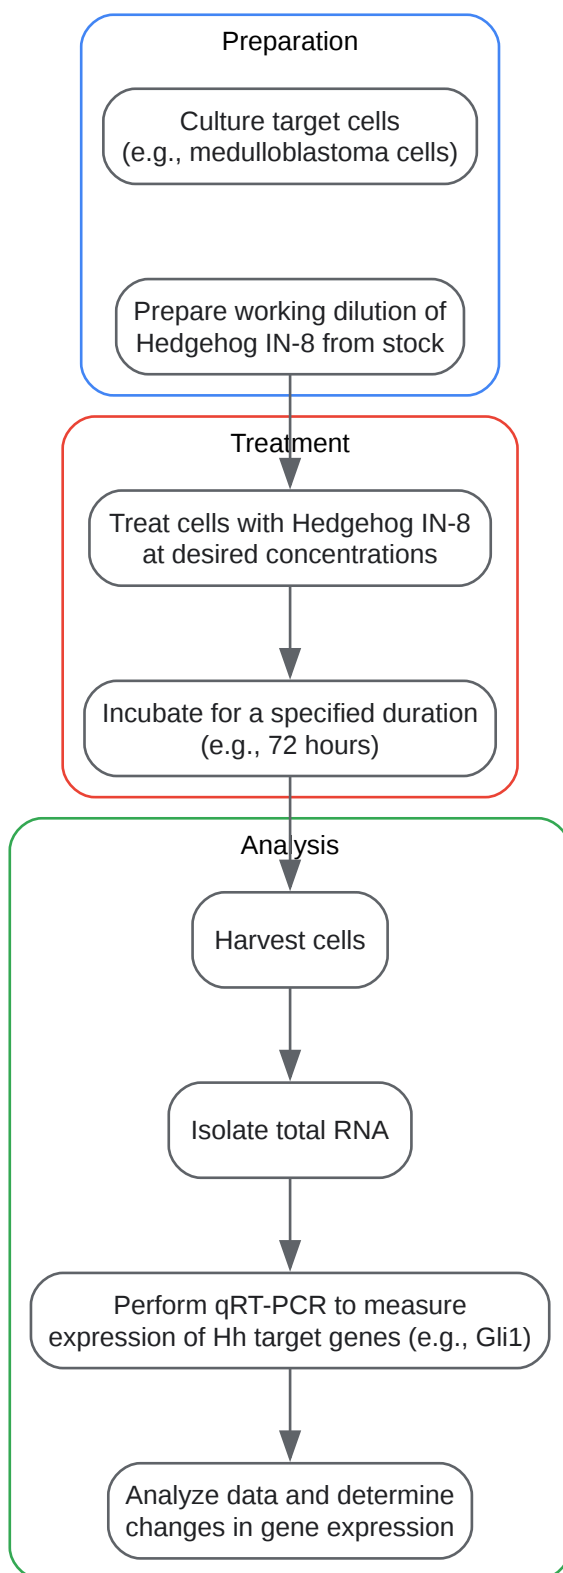 Preparation
Culture target cells
(e.g., medulloblastoma cells)
Prepare working dilution of
Hedgehog IN-8 from stock
Treatment
Treat cells with Hedgehog IN-8
at desired concentrations
Incubate for a specified duration
(e.g., 72 hours)
Analysis
Harvest cells
Isolate total RNA
Perform qRT-PCR to measure
expression of Hh target genes (e.g., Gli1)
Analyze data and determine
changes in gene expression